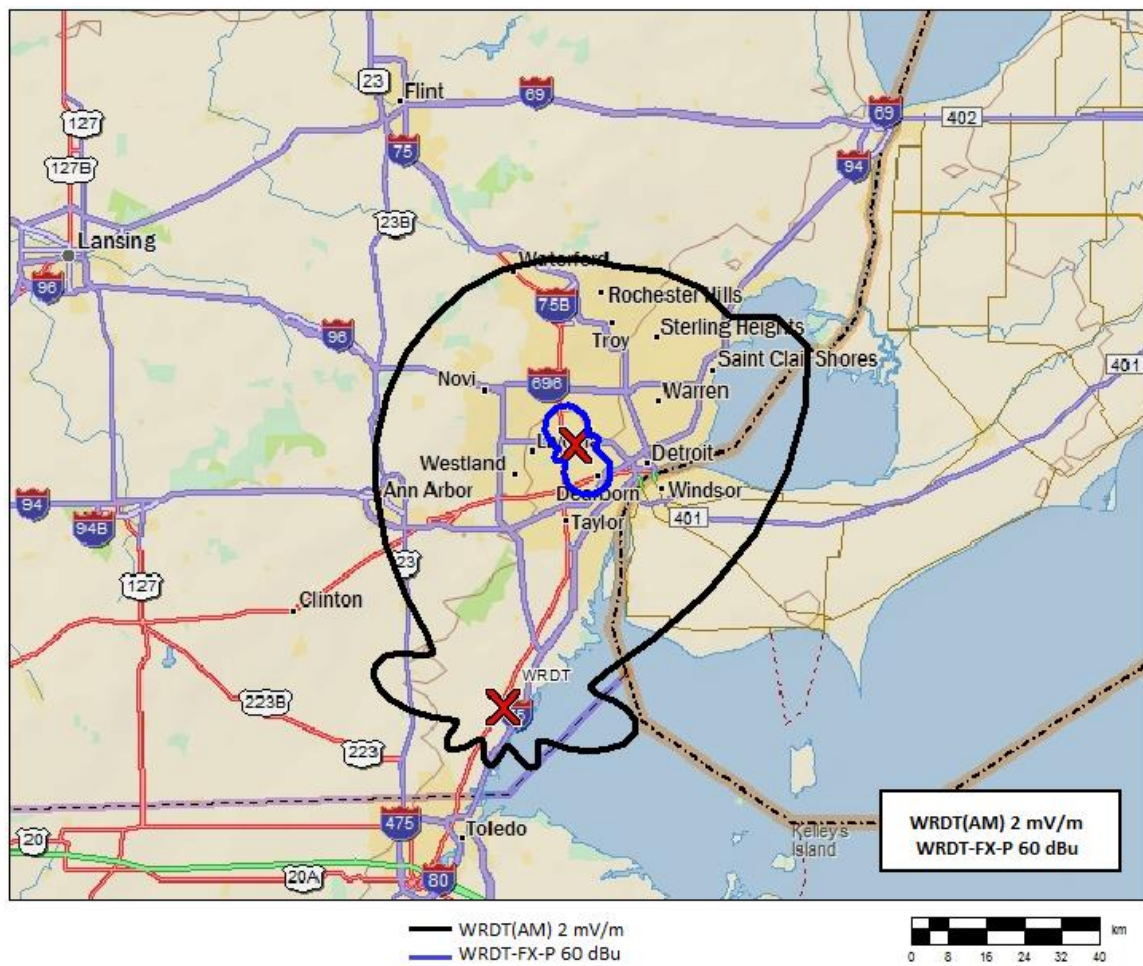 23
Flint
69
69
402
127
75
94
127B
23B
Lansing
96
Waterford
Rochester Hills
75B
Sterling Heights
96
Troy
Saint Clair Shores
401
Novi
696
Warren
Westland
Detroit
94
Ann Arbor
Dearborn
Windsor
94B
Taylor
401
23
127
Clinton
WRDT
223B
75
223
475
Toledo
20
20A
80
Kelley's
Island
WRDT(AM) 2 mV/m
WRDT-FX-P 60 dBu
WRDT(AM) 2 mV/m
WRDT-FX-P 60 dBu
km
0 8 16 24 32 40